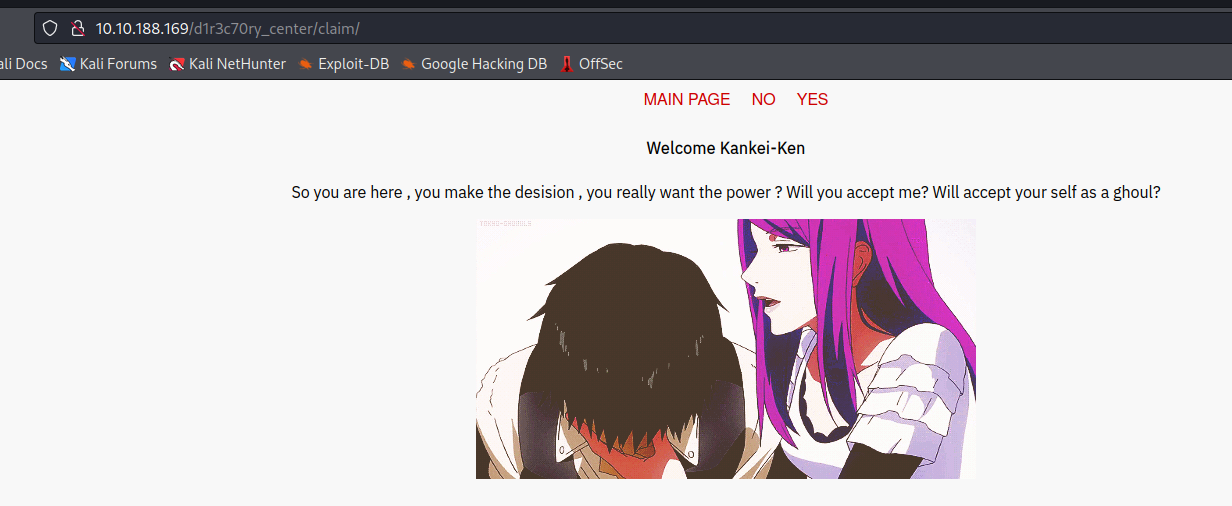 10.10.188.169/d1r3c70ry_center/claim/
ali Docs Kali Forums Kali NetHunter Exploit-DB Google Hacking DB OffSec
MAIN PAGE NO YES
Welcome Kankei-Ken
So you are here , you make the desision , you really want the power ? Will you accept me? Will accept your self as a ghoul?